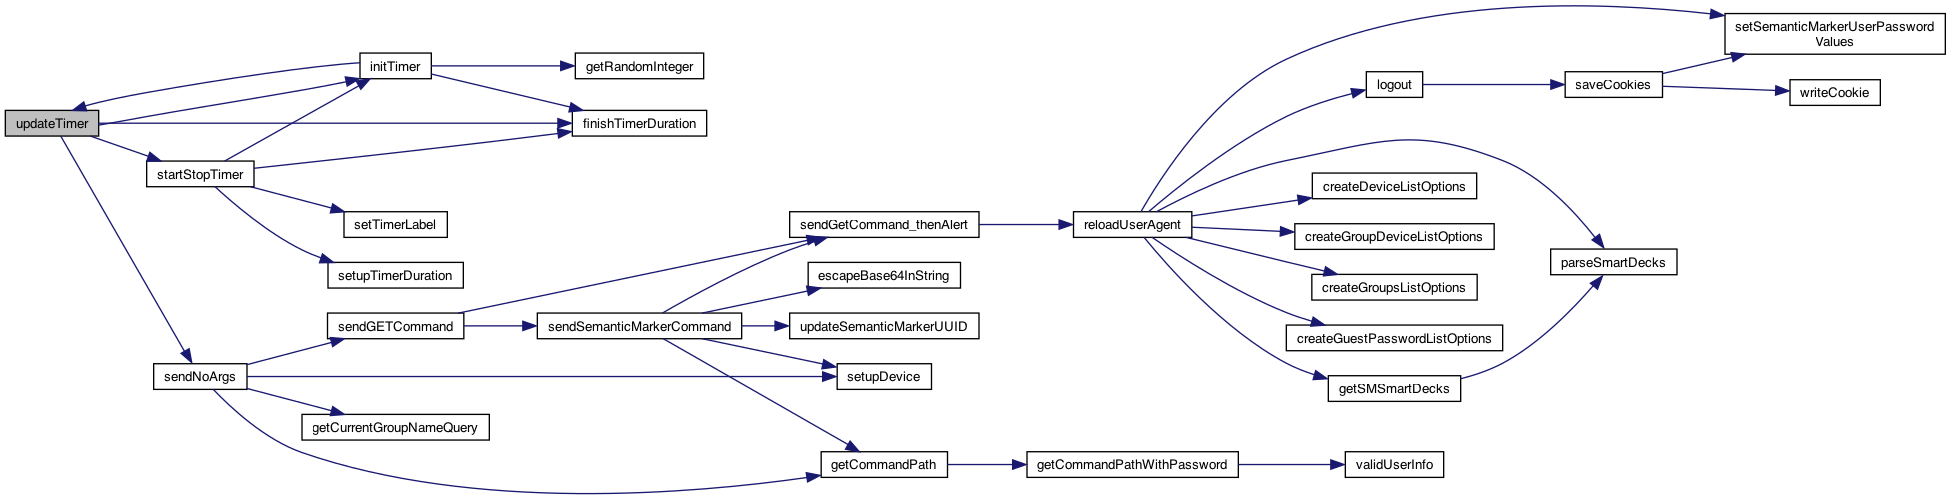 setSemanticMarkerUserPassword
Values
initTimer
getRandomInteger
logout
saveCookies
writeCookie
updateTimer
finishTimerDuration
startStopTimer
createDeviceListOptions
setTimerLabel
sendGetCommand_thenAlert
reloadUserAgent
createGroupDeviceListOptions
parseSmartDecks
setupTimerDuration
escapeBase64InString
createGroupsListOptions
sendGETCommand
sendSemanticMarkerCommand
updateSemanticMarkerUUID
createGuestPasswordListOptions
sendNoArgs
setupDevice
getSMSmartDecks
getCurrentGroupNameQuery
getCommandPath
getCommandPathWithPassword
validUserInfo